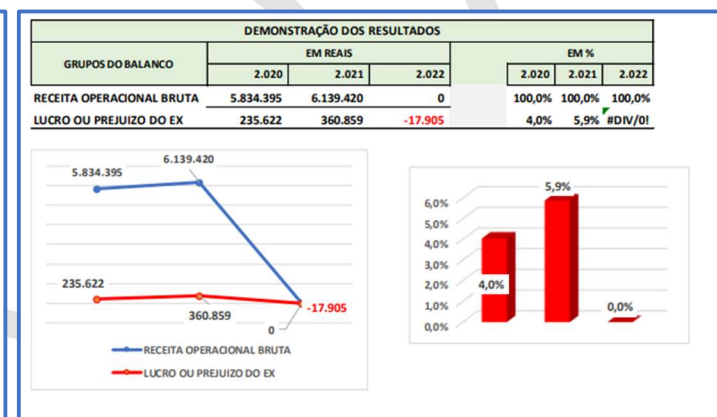 DEMONSTRAÇÃO DOS RESULTADOS
GRUPOS DO BALANCO EM REAIS EM %
2.020 2.021 2.022 2.020 2.021 2.022
RECEITA OPERACIONAL BRUTA 5.834.395 6.139.420 0 100,0% 100,0% 100,0%
LUCRO OU PREJUIZO DO EX 235.622 360.859 -17.905 4,0% 5,9% #DIV/0!
5.834.395
6.139.420
235.622
360.859
0
-17.905
RECEITA OPERACIONAL BRUTA
LUCRO OU PREJUIZO DO EX
6,0%
5,0%
4,0%
3,0%
2,0%
1,0%
0,0%
4,0%
5,9%
0,0%